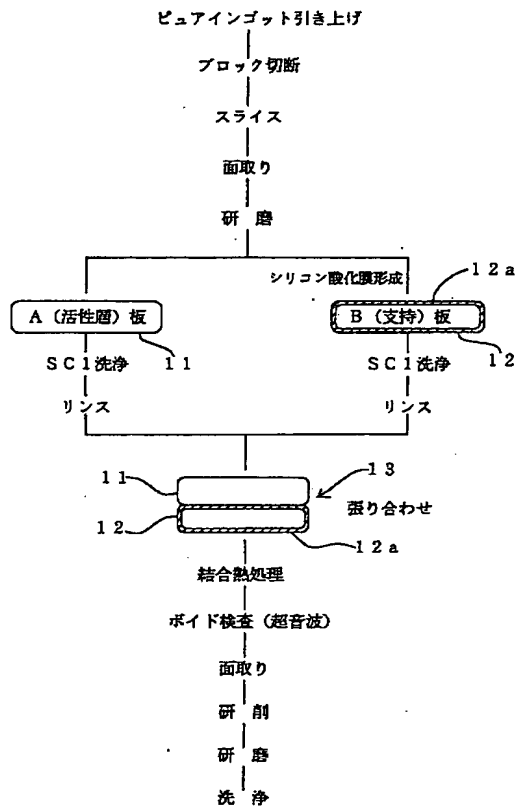 ピュアインゴット引き上げ
ブロック切断
スライス
面取り
研磨
シリコン酸化膜形成
12a
A(活性層)板
B(支持)板
SC1洗浄
11
SC1洗浄
12
リンス
リンス
11
13
張り合わせ
12
12a
結合熱処理
ボイド検査(超音波)
面取り
研削
研磨
洗浄